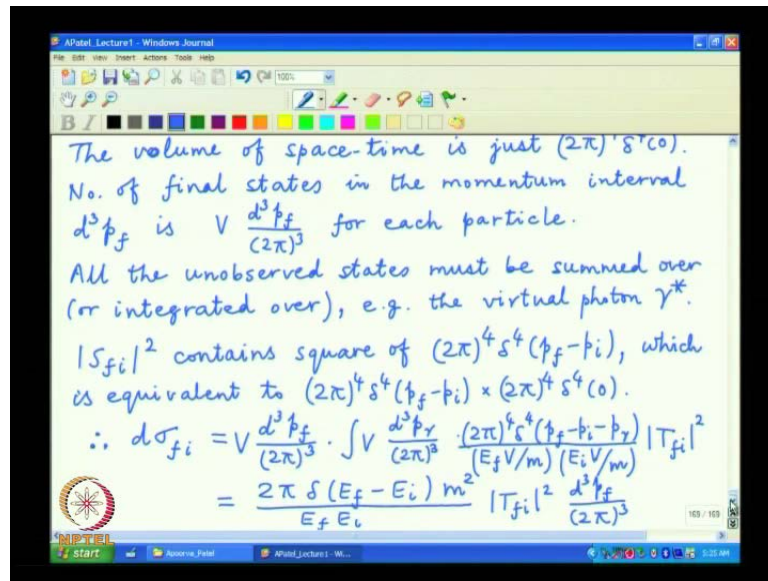 APatel_Lecture1 - Windows Journal
File Edit View Insert Actions Tools Help
100%
B I
The volume of space-time is just (2π)⁴ δ⁴(0).
No. of final states in the momentum interval
d³p_f is V d³p_f/(2π)³ for each particle.
All the unobserved states must be summed over
(or integrated over), e.g. the virtual photon γ*.
|S_fi|² contains square of (2π)⁴ δ⁴(p_f-p_i), which
is equivalent to (2π)⁴ δ⁴(p_f-p_i) × (2π)⁴ δ⁴(0).
∴ dσ_fi = V d³p_f/(2π)³ · ∫V d³p_γ/(2π)³ · (2π)⁴ δ⁴(p_f-p_i-p_γ)/((E_f V/m)(E_i V/m)) |T_fi|²
= 2π δ(E_f-E_i) m²/(E_f E_i) |T_fi|² d³p_f/(2π)³
169 / 169
NPTEL
start Apoorva_Patel APatel_Lecture1 - Wi... 5:25 AM